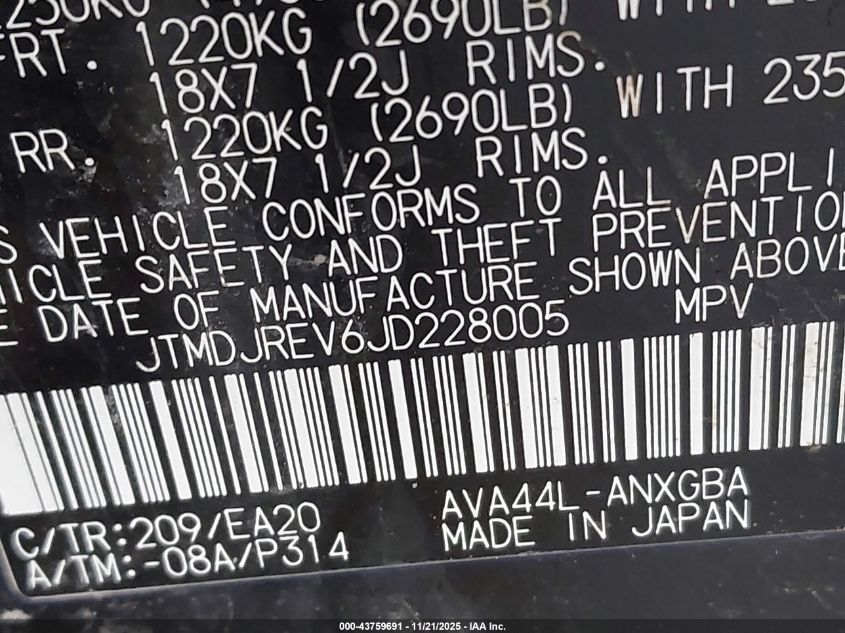 FRT. 1220KG (2690LB) WITH
18X7 1/2J RIMS.
RR. 1220KG (2690LB) WITH 235
18X7 1/2J RIMS.
S VEHICLE CONFORMS TO ALL APPLI
ICLE SAFETY AND THEFT PREVENTIO
E DATE OF MANUFACTURE SHOWN ABOVE
JTMDJREV6JD228005 MPV
C/TR:209/EA20 AVA44L-ANXGBA
A/TM:-08A/P314 MADE IN JAPAN
000-43759691 - 11/21/2025 - IAA Inc.